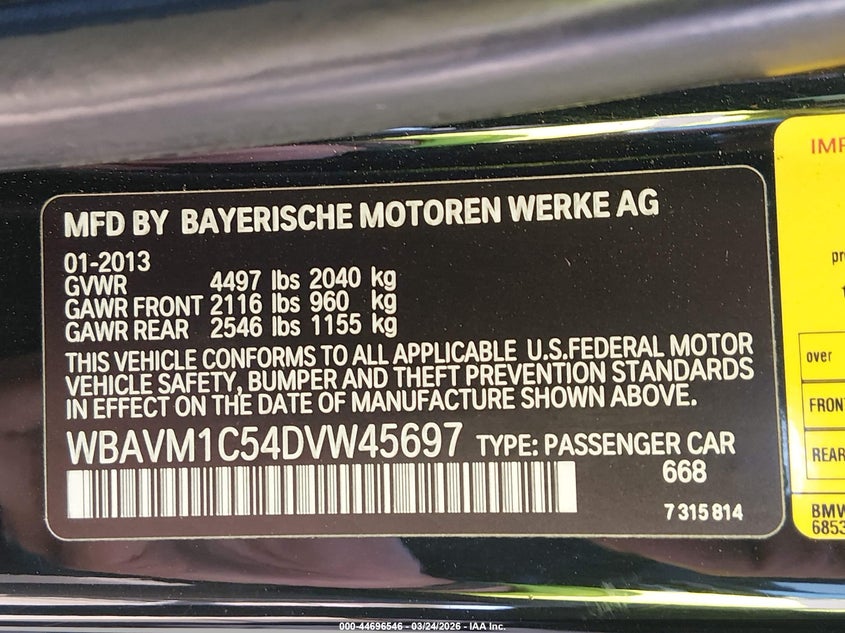 MFD BY BAYERISCHE MOTOREN WERKE AG
01-2013
GVWR 4497 lbs 2040 kg
GAWR FRONT 2116 lbs 960 kg
GAWR REAR 2546 lbs 1155 kg
THIS VEHICLE CONFORMS TO ALL APPLICABLE U.S.FEDERAL MOTOR
VEHICLE SAFETY, BUMPER AND THEFT PREVENTION STANDARDS
IN EFFECT ON THE DATE OF MANUFACTURE SHOWN ABOVE.
WBAVM1C54DVW45697 TYPE: PASSENGER CAR
668
7 315 814
over
FRONT
REAR
BMW
000-44696546 - 03/24/2026 - IAA Inc.